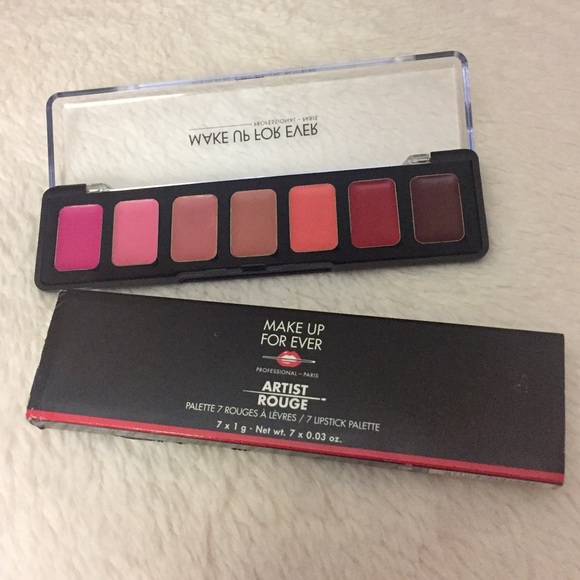 MAKE UP FOR EVER
PROFESSIONAL – PARIS
MAKE UP
FOR EVER
PROFESSIONAL – PARIS
ARTIST
ROUGE
PALETTE 7 ROUGES À LÈVRES / 7 LIPSTICK PALETTE
7 x 1 g - Net. wt. 7 x 0.03 oz.